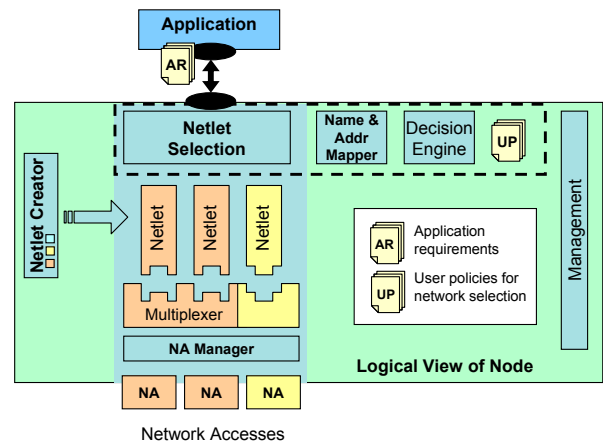 Application
AR
Netlet
Selection
Name &
Addr
Mapper
Decision
Engine
UP
Management
Netlet Creator
Netlet
Netlet
Netlet
AR
Application
requirements
UP
User policies for
network selection
Multiplexer
NA Manager
Logical View of Node
NA
NA
NA
Network Accesses